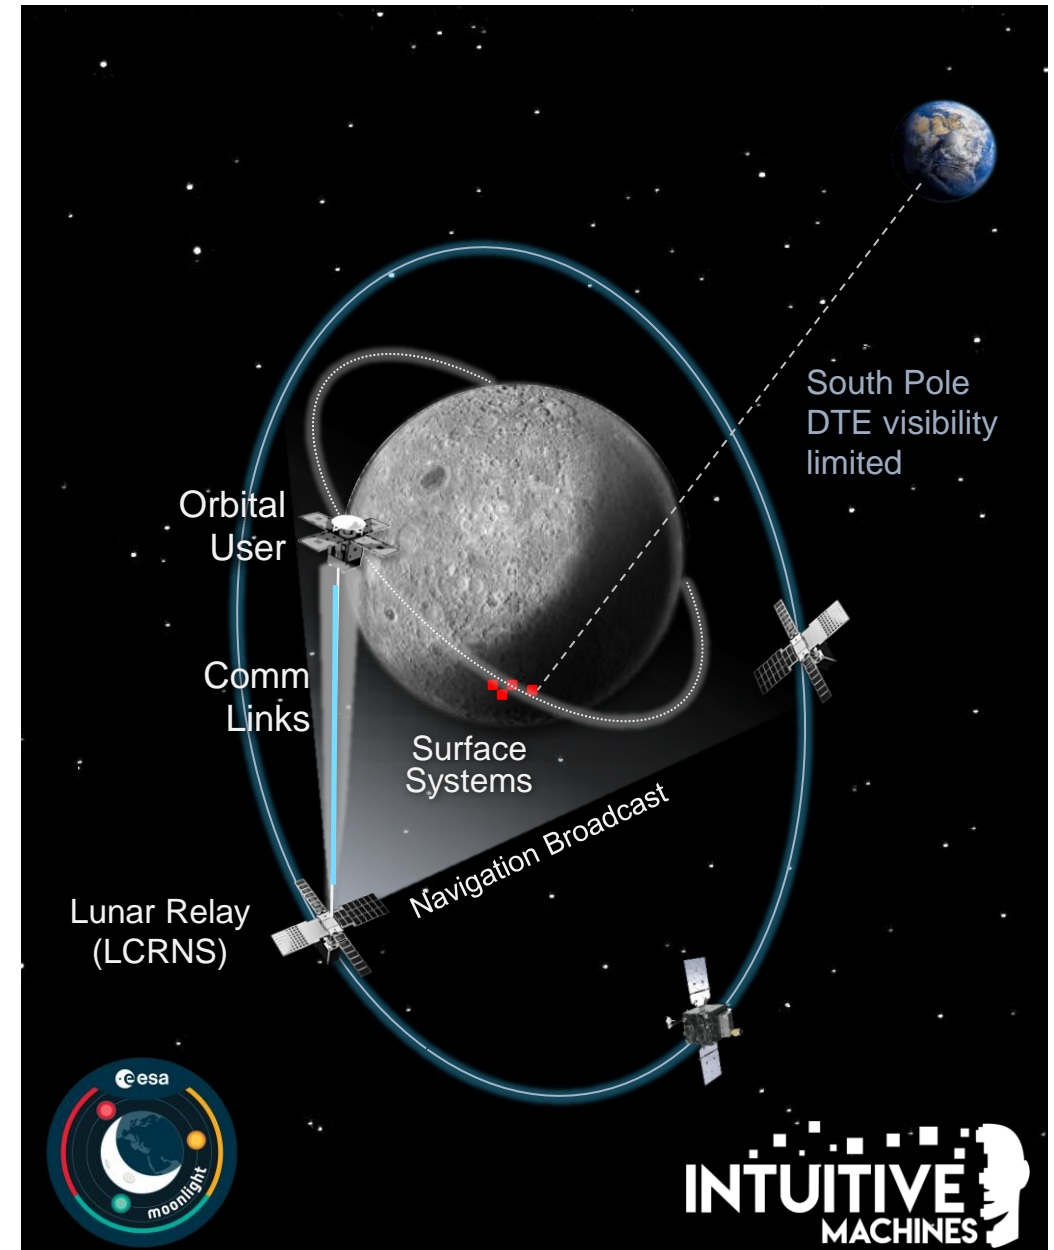 South Pole
DTE visibility
limited
Orbital
User
Comm
Links
Surface
Systems
Navigation Broadcast
Lunar Relay
(LCRNS)
esa
moonlight
INTUITIVE
MACHINES